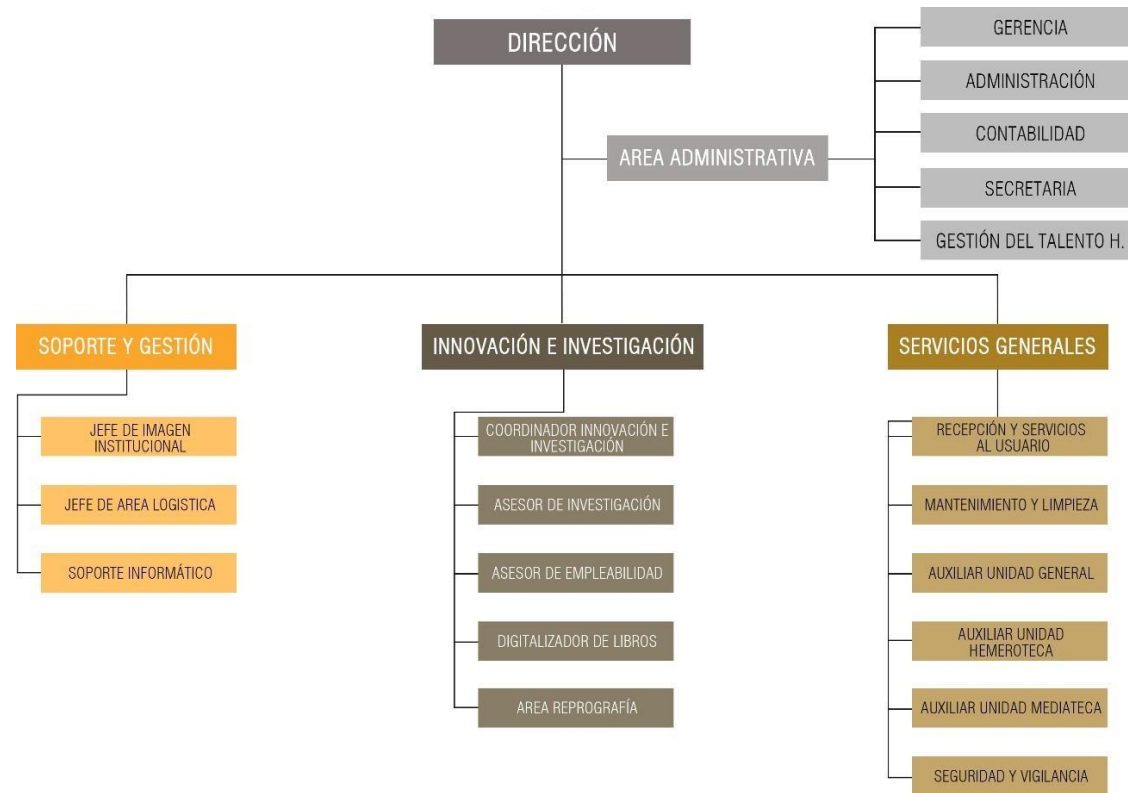 DIRECCIÓN
GERENCIA
ADMINISTRACIÓN
CONTABILIDAD
SECRETARIA
GESTIÓN DEL TALENTO H.
AREA ADMINISTRATIVA
SOPORTE Y GESTIÓN
JEFE DE IMAGEN
INSTITUCIONAL
JEFE DE AREA LOGISTICA
SOPORTE INFORMÁTICO
INNOVACIÓN E INVESTIGACIÓN
COORDINADOR INNOVACIÓN E
INVESTIGACIÓN
ASESOR DE INVESTIGACIÓN
ASESOR DE EMPLEABILIDAD
DIGITALIZADOR DE LIBROS
AREA REPROGRAFÍA
SERVICIOS GENERALES
RECEPCIÓN Y SERVICIOS
AL USUARIO
MANTENIMIENTO Y LIMPIEZA
AUXILIAR UNIDAD GENERAL
AUXILIAR UNIDAD
HEMEROTECA
AUXILIAR UNIDAD MEDIATECA
SEGURIDAD Y VIGILANCIA